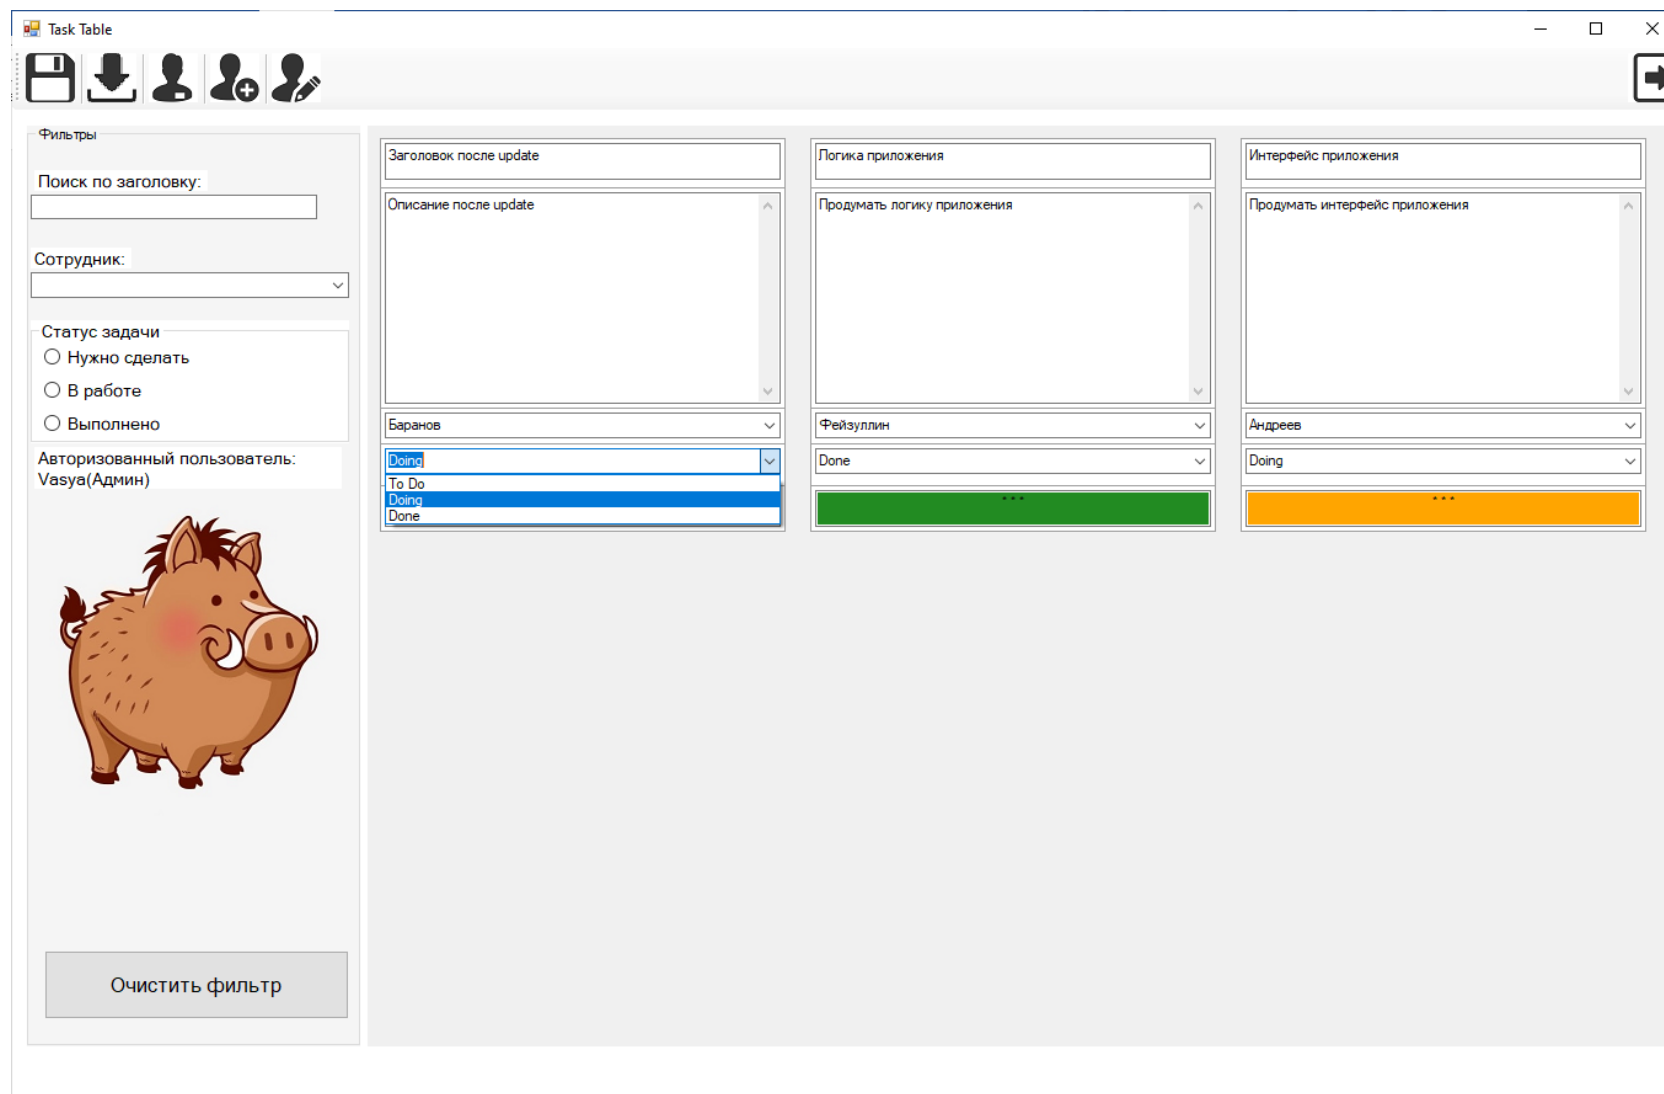 Task Table
Фильтры
Поиск по заголовку:
Сотрудник:
Статус задачи
Нужно сделать
В работе
Выполнено
Авторизованный пользователь:
Vasya(Админ)
Очистить фильтр
Заголовок после update
Описание после update
Баранов
Doing
To Do
Doing
Done
Логика приложения
Продумать логику приложения
Фейзуллин
Done
...
Интерфейс приложения
Продумать интерфейс приложения
Андреев
Doing
...